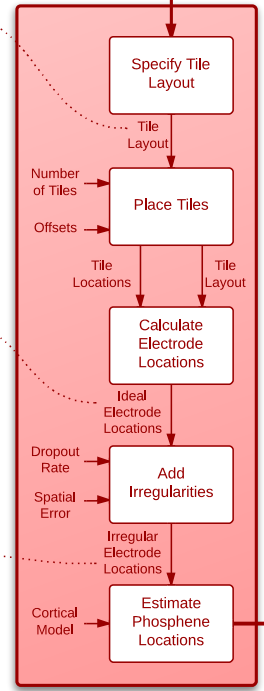 Specify Tile
Layout
Tile
Layout
Number
of Tiles
Place Tiles
Offsets
Tile
Locations
Tile
Layout
Calculate
Electrode
Locations
Ideal
Electrode
Locations
Dropout
Rate
Add
Irregularities
Spatial
Error
Irregular
Electrode
Locations
Cortical
Model
Estimate
Phosphene
Locations